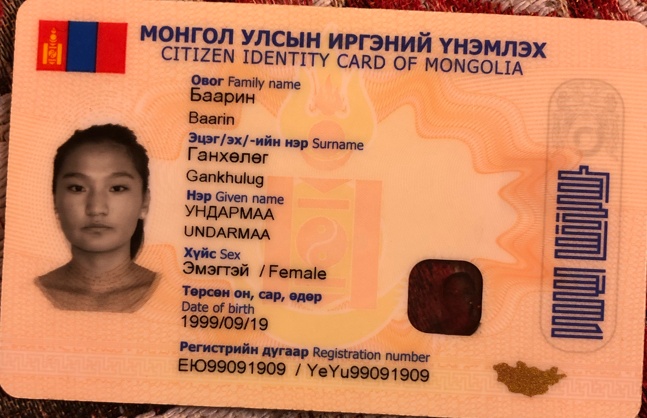 МОНГОЛ УЛСЫН ИРГЭНИЙ ҮНЭМЛЭХ
CITIZEN IDENTITY CARD OF MONGOLIA
Овог Family name
Баарин
Baarin
Эцэг/эх/-ийн нэр Surname
Ганхөлөг
Gankhulug
Нэр Given name
УНДАРМАА
UNDARMAA
Хүйс Sex
Эмэгтэй / Female
Төрсөн он, сар, өдөр
Date of birth
1999/09/19
Регистрийн дугаар Registration number
ЕЮ99091909 / YeYu99091909